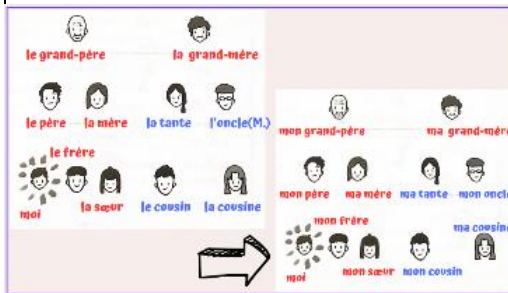 le grand-père la grand-mère
le père la mère la tante l'oncle(M.)
le frère
moi la sœur le cousin la cousine
mon grand-père ma grand-mère
mon père ma mère ma tante mon oncle
mon frère ma cousine
moi mon sœur mon cousin